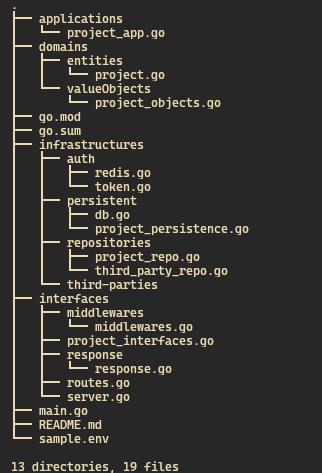 .
├── applications
│   └── project_app.go
├── domains
│   ├── entities
│   │   └── project.go
│   └── valueObjects
│       └── project_objects.go
├── go.mod
├── go.sum
├── infrastructures
│   ├── auth
│   │   ├── redis.go
│   │   └── token.go
│   ├── persistent
│   │   ├── db.go
│   │   └── project_persistence.go
│   ├── repositories
│   │   ├── project_repo.go
│   │   └── third_party_repo.go
│   └── third-parties
├── interfaces
│   ├── middlewares
│   │   └── middlewares.go
│   ├── project_interfaces.go
│   ├── response
│   │   └── response.go
│   ├── routes.go
│   └── server.go
├── main.go
├── README.md
└── sample.env
13 directories, 19 files